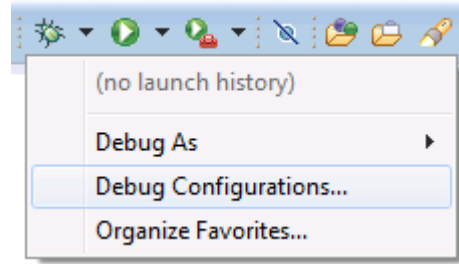 (no launch history)
Debug As
Debug Configurations...
Organize Favorites...